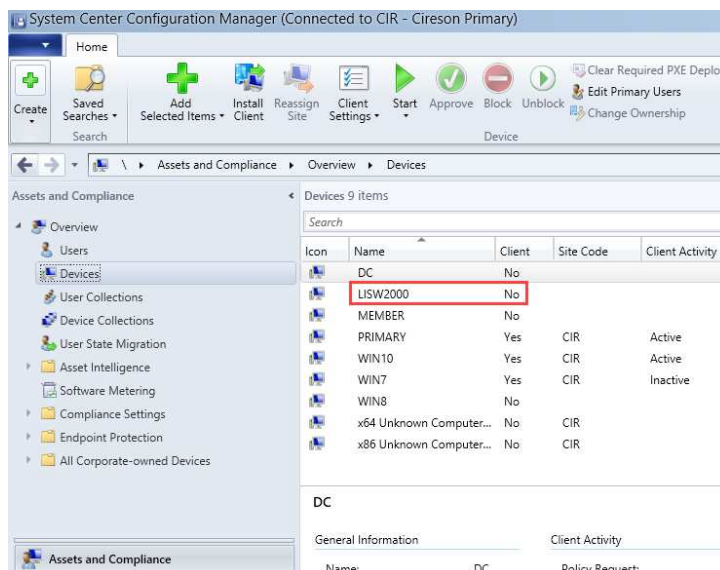 System Center Configuration Manager (Connected to CIR - Cireson Primary)
Home
Create
Saved Searches
Add Selected Items
Install Client
Reassign Site
Client Settings
Start
Approve
Block
Unblock
Clear Required PXE Deplo
Edit Primary Users
Change Ownership
Search
Device
\ Assets and Compliance Overview Devices
Assets and Compliance
Overview
Users
Devices
User Collections
Device Collections
User State Migration
Asset Intelligence
Software Metering
Compliance Settings
Endpoint Protection
All Corporate-owned Devices
Assets and Compliance
Devices 9 items
Search
Icon Name Client Site Code Client Activity
DC No
LISW2000 No
MEMBER No
PRIMARY Yes CIR Active
WIN10 Yes CIR Active
WIN7 Yes CIR Inactive
WIN8 No
x64 Unknown Computer... No CIR
x86 Unknown Computer... No CIR
DC
General Information Client Activity
Name: DC Policy Request: